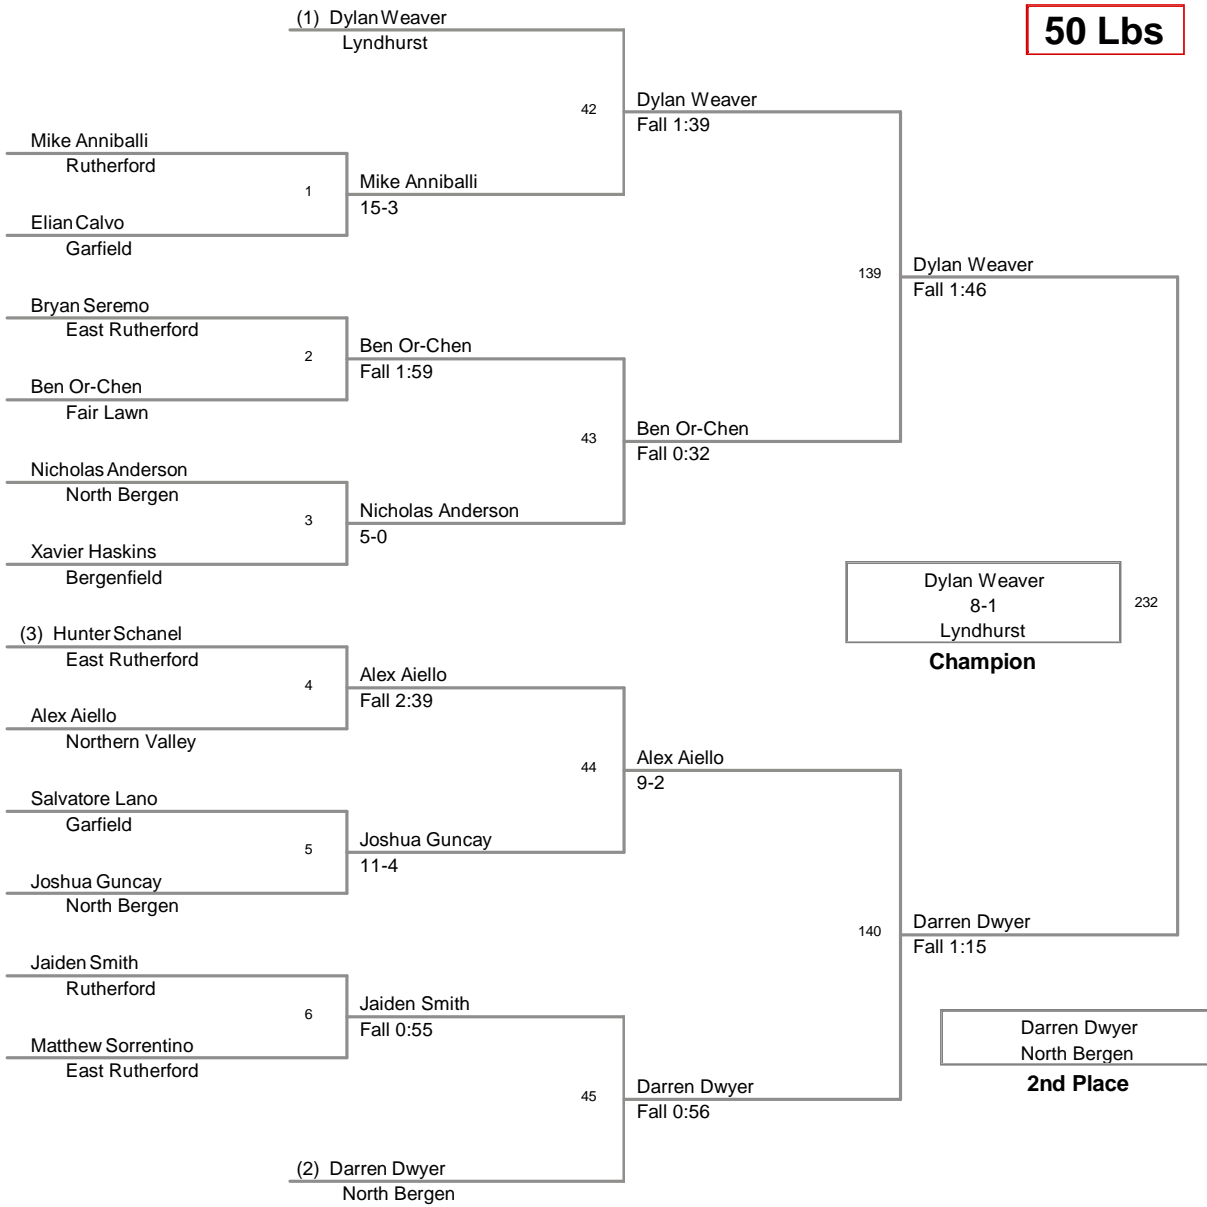 (1) Dylan Weaver
Lyndhurst
50 Lbs
42
Dylan Weaver
Fall 1:39
Mike Anniballi
Rutherford
1
Mike Anniballi
15-3
Elian Calvo
Garfield
139
Dylan Weaver
Fall 1:46
Bryan Seremo
East Rutherford
2
Ben Or-Chen
Fall 1:59
Ben Or-Chen
Fair Lawn
43
Ben Or-Chen
Fall 0:32
Nicholas Anderson
North Bergen
3
Nicholas Anderson
5-0
Xavier Haskins
Bergenfield
Dylan Weaver
8-1
Lyndhurst
Champion
232
(3) Hunter Schanel
East Rutherford
4
Alex Aiello
Fall 2:39
Alex Aiello
Northern Valley
44
Alex Aiello
9-2
Salvatore Lano
Garfield
5
Joshua Guncay
11-4
Joshua Guncay
North Bergen
140
Darren Dwyer
Fall 1:15
Jaiden Smith
Rutherford
6
Jaiden Smith
Fall 0:55
Matthew Sorrentino
East Rutherford
Darren Dwyer
North Bergen
2nd Place
45
Darren Dwyer
Fall 0:56
(2) Darren Dwyer
North Bergen